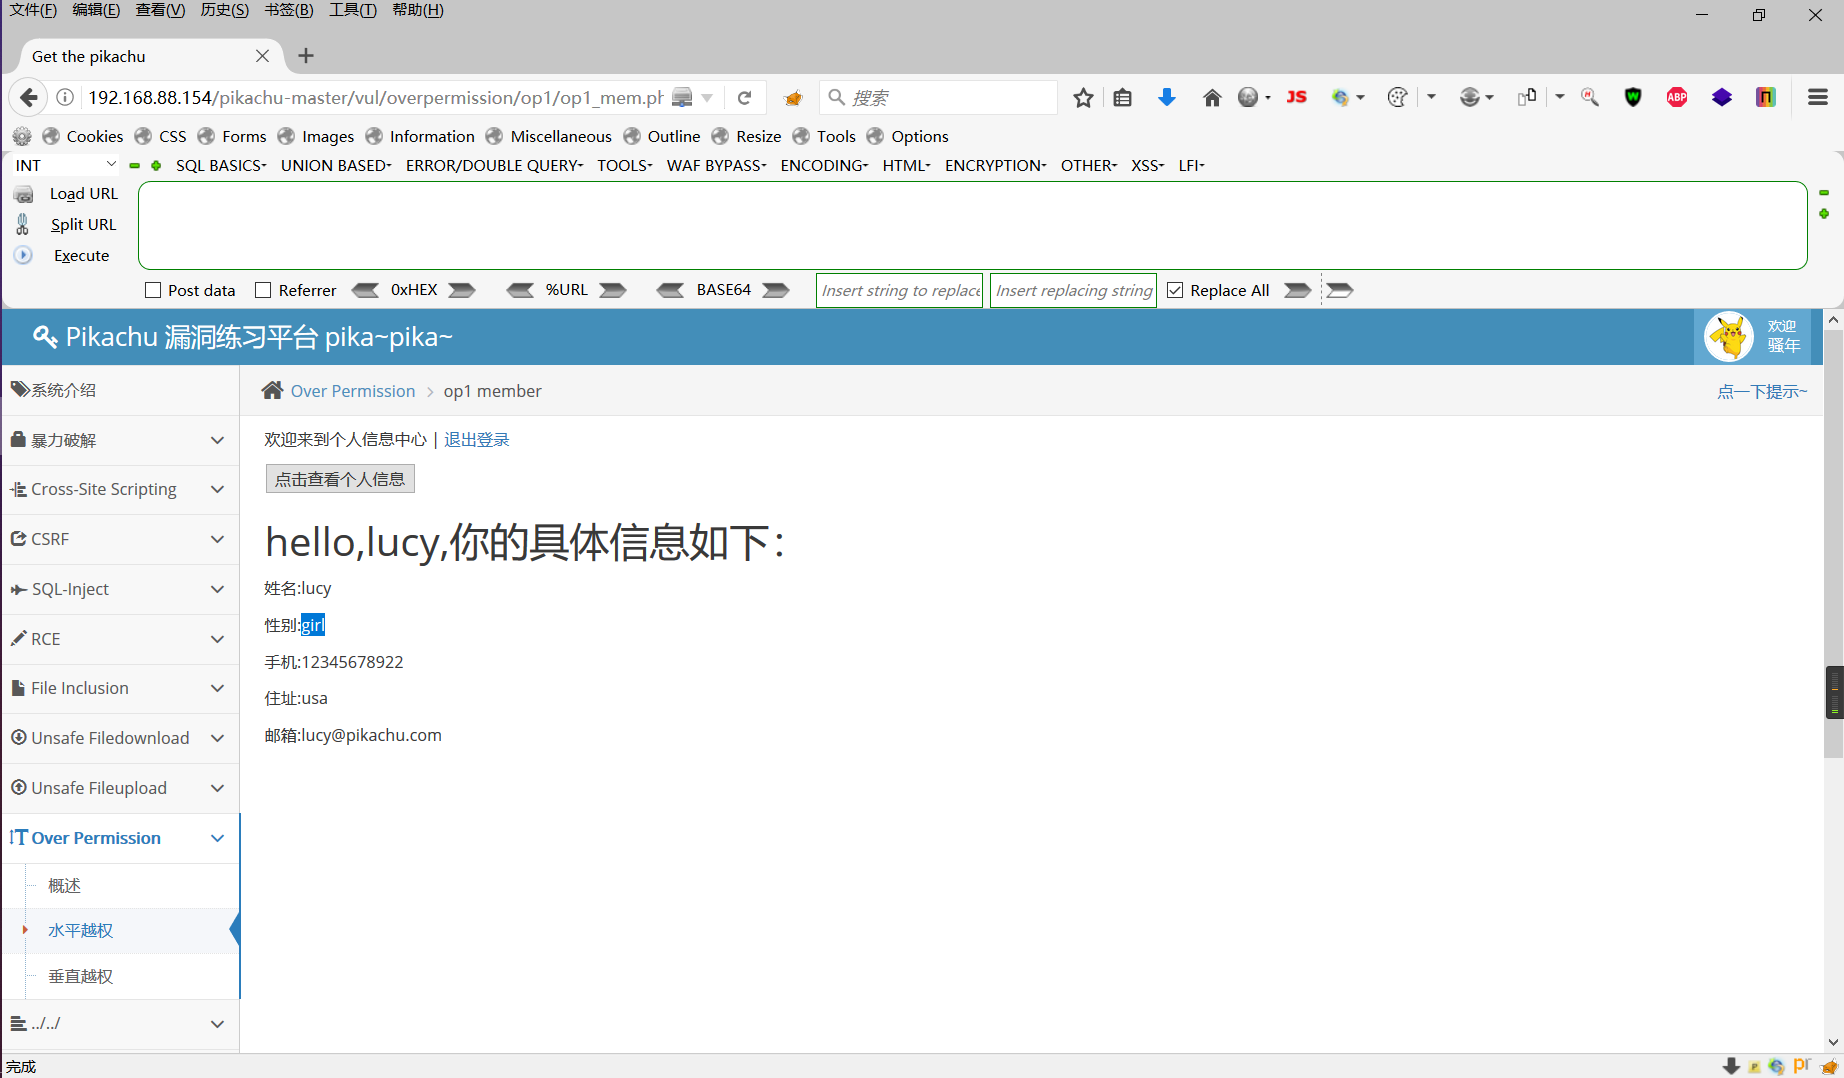 文件(F) 编辑(E) 查看(V) 历史(S) 书签(B) 工具(T) 帮助(H)
Get the pikachu
192.168.88.154/pikachu-master/vul/overpermission/op1/op1_mem.ph
搜索
JS
W
ABP
Cookies CSS Forms Images Information Miscellaneous Outline Resize Tools Options
INT SQL BASICS UNION BASED ERROR/DOUBLE QUERY TOOLS WAF BYPASS ENCODING HTML ENCRYPTION OTHER XSS LFI
Load URL
Split URL
Execute
Post data Referrer 0xHEX %URL BASE64 Insert string to replace Insert replacing string Replace All
Pikachu 漏洞练习平台 pika~pika~
欢迎
骚年
系统介绍
暴力破解
Cross-Site Scripting
CSRF
SQL-Inject
RCE
File Inclusion
Unsafe Filedownload
Unsafe Fileupload
Over Permission
概述
水平越权
垂直越权
../../
Over Permission > op1 member
点一下提示~
欢迎来到个人信息中心 | 退出登录
点击查看个人信息
hello,lucy,你的具体信息如下：
姓名:lucy
性别:girl
手机:12345678922
住址:usa
邮箱:lucy@pikachu.com
完成
pr